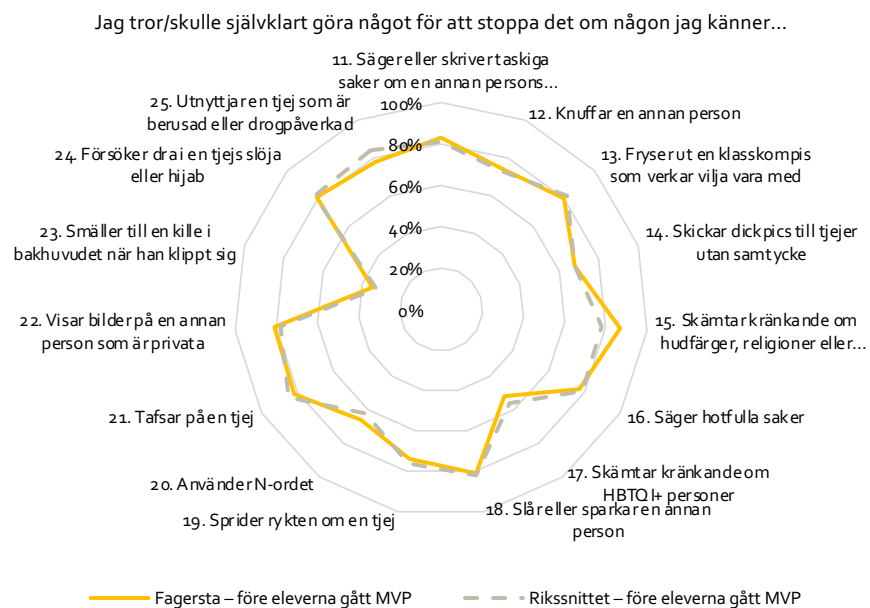 Jag tror/skulle självklart göra något för att stoppa det om någon jag känner...
11. Säger eller skriver taskiga
saker om en annan persons…
12. Knuffar en annan person
13. Fryser ut en klasskompis
som verkar vilja vara med
14. Skickar dickpics till tjejer
utan samtycke
15. Skämtar kränkande om
hudfärger, religioner eller…
16. Säger hotfulla saker
17. Skämtar kränkande om
HBTQI+ personer
18. Slår eller sparkar en annan
person
19. Sprider rykten om en tjej
20. Använder N-ordet
21. Tafsar på en tjej
22. Visar bilder på en annan
person som är privata
23. Smäller till en kille i
bakhuvudet när han klippt sig
24. Försöker dra i en tjejs slöja
eller hijab
25. Utnyttjar en tjej som är
berusad eller drogpåverkad
100%
80%
60%
40%
20%
0%
Fagersta – före eleverna gått MVP
Rikssnittet – före eleverna gått MVP